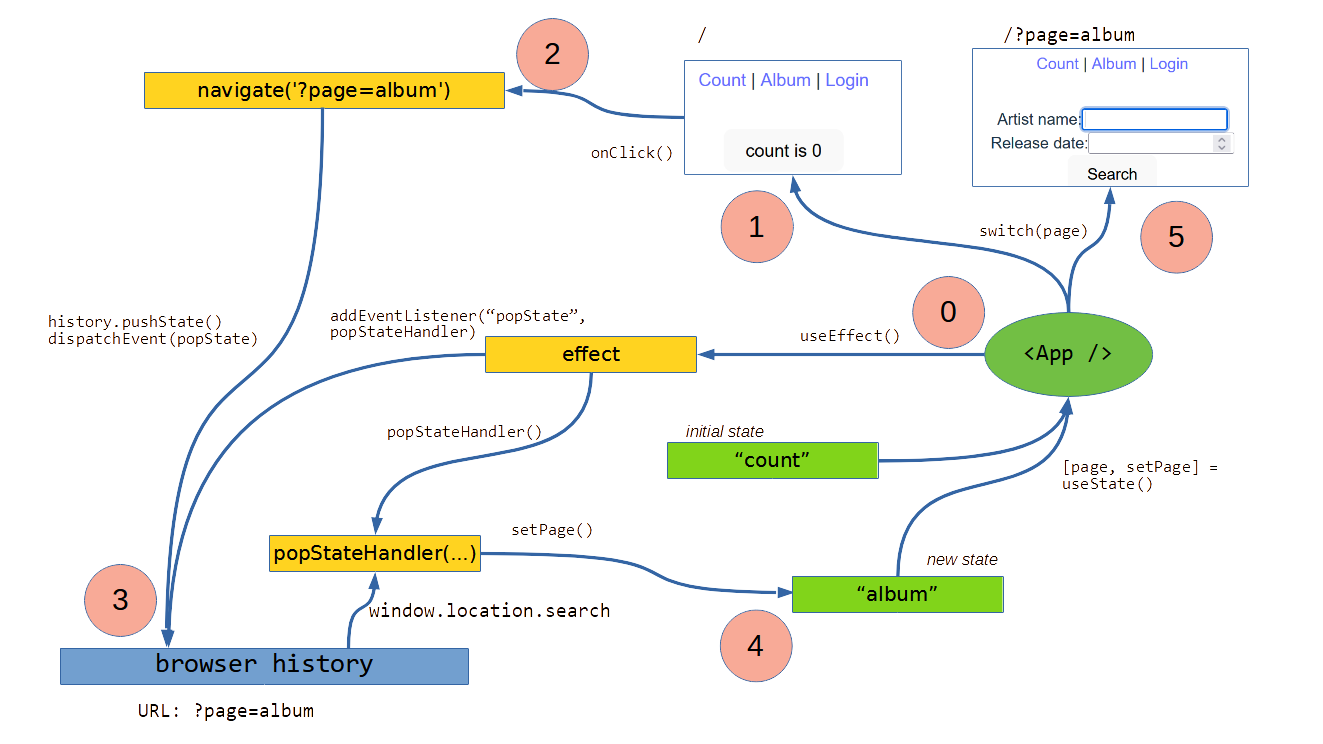 /
/?page=album
2
navigate('?page=album')
Count | Album | Login
count is 0
Count | Album | Login
Artist name:
Release date:
Search
onClick()
1
switch(page)
5
0
history.pushState()
dispatchEvent(popState)
addEventListener(“popState”,
popStateHandler)
useEffect()
effect
<App />
popStateHandler()
initial state
“count”
[page, setPage] =
useState()
setPage()
popStateHandler(...)
new state
“album”
3
window.location.search
4
browser history
URL: ?page=album